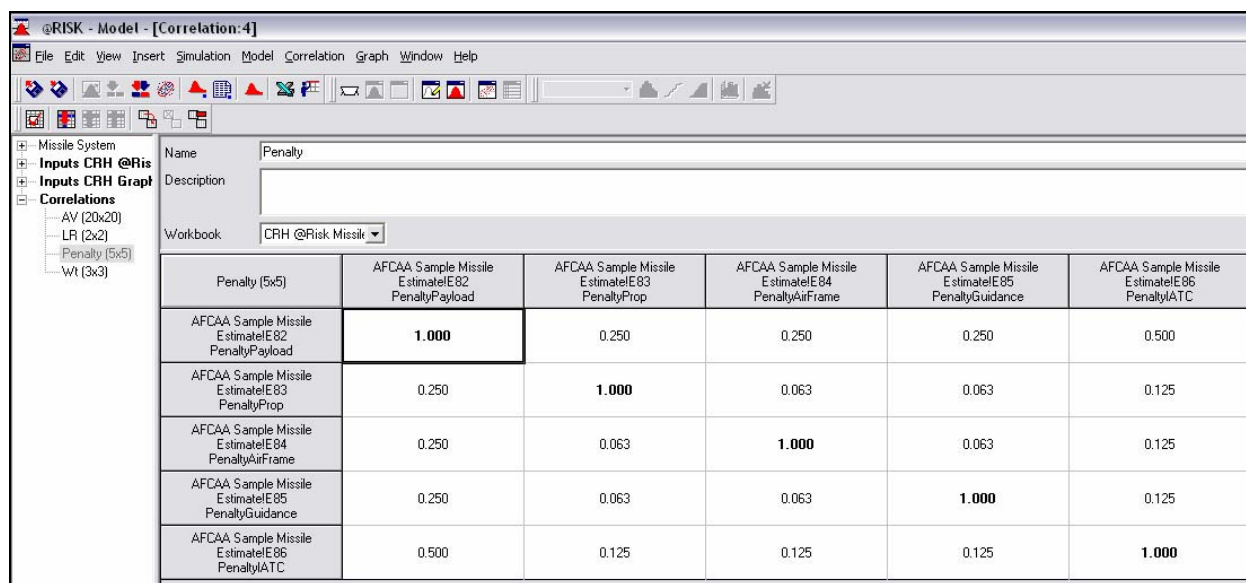 @RISK - Model - [Correlation:4]
File Edit View Insert Simulation Model Correlation Graph Window Help
Missile System
Inputs CRH @Ris
Inputs CRH Graph
Correlations
AV (20x20)
LR (2x2)
Penalty (5x5)
Wt (3x3)
Name Penalty
Description
Workbook CRH @Risk Missile
Penalty (5x5)
AFCAA Sample Missile
Estimate!E82
PenaltyPayload
AFCAA Sample Missile
Estimate!E83
PenaltyProp
AFCAA Sample Missile
Estimate!E84
PenaltyAirFrame
AFCAA Sample Missile
Estimate!E85
PenaltyGuidance
AFCAA Sample Missile
Estimate!E86
PenaltyIATC
AFCAA Sample Missile
Estimate!E82
PenaltyPayload
1.000 0.250 0.250 0.250 0.500
AFCAA Sample Missile
Estimate!E83
PenaltyProp
0.250 1.000 0.063 0.063 0.125
AFCAA Sample Missile
Estimate!E84
PenaltyAirFrame
0.250 0.063 1.000 0.063 0.125
AFCAA Sample Missile
Estimate!E85
PenaltyGuidance
0.250 0.063 0.063 1.000 0.125
AFCAA Sample Missile
Estimate!E86
PenaltyIATC
0.500 0.125 0.125 0.125 1.000